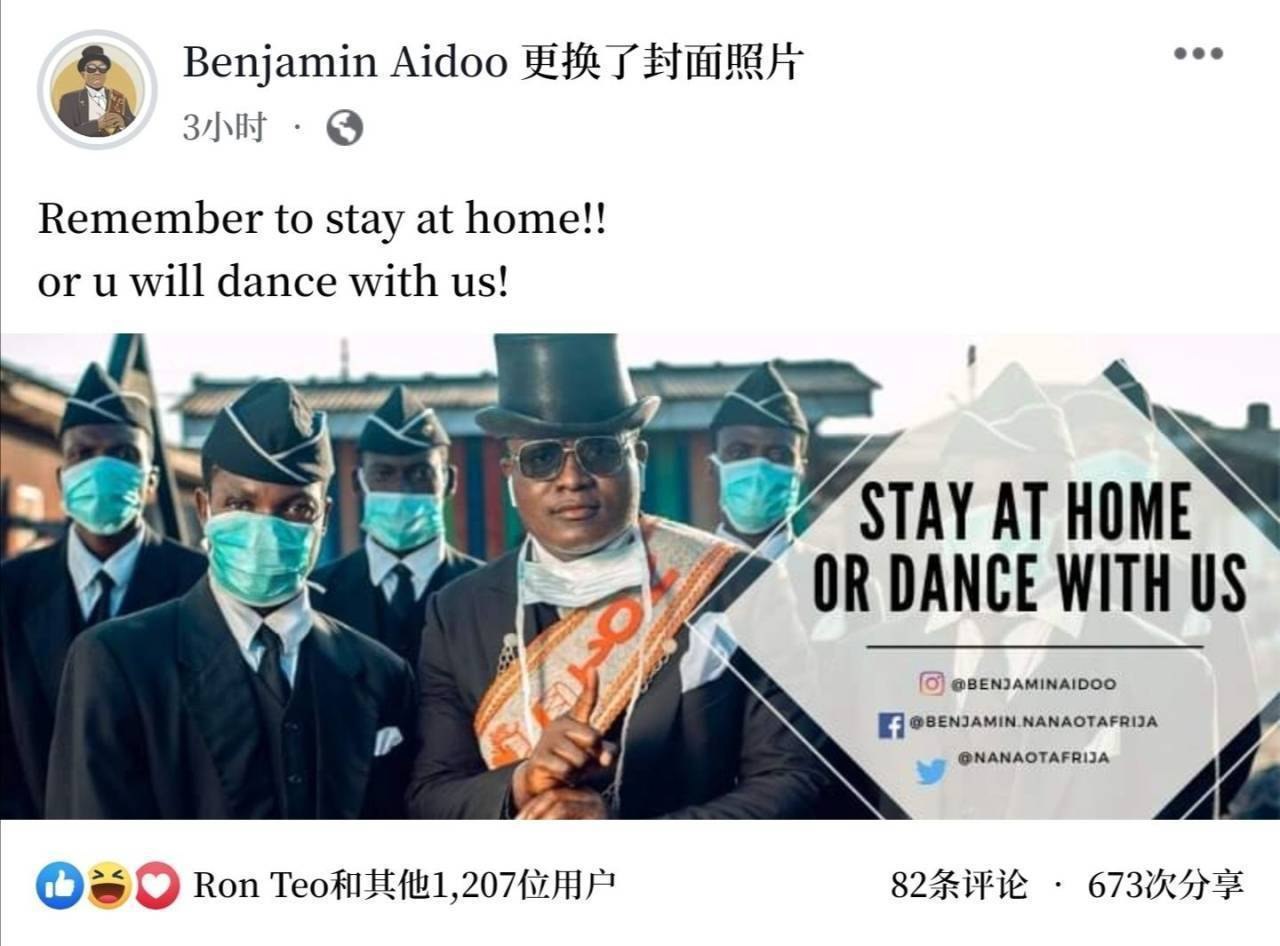 Benjamin Aidoo 更换了封面照片
3小时 ·
Remember to stay at home!!
or u will dance with us!
STAY AT HOME
OR DANCE WITH US
@BENJAMINAIDOO
@BENJAMIN.NANAOTAFRIJA
@NANAOTAFRIJA
Ron Teo和其他1,207位用户
82条评论 · 673次分享